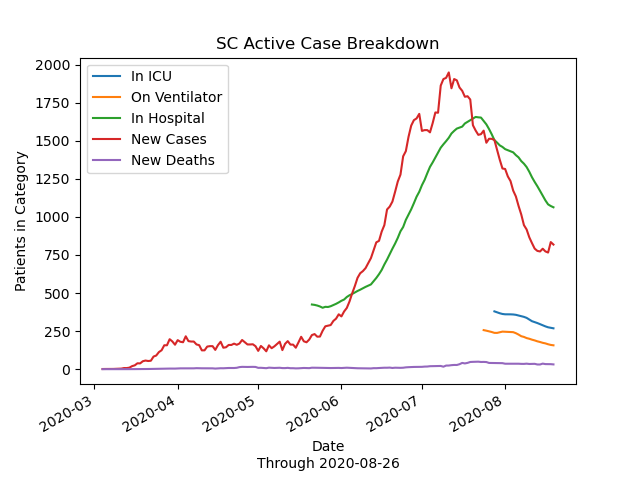 SC Active Case Breakdown
In ICU
On Ventilator
In Hospital
New Cases
New Deaths
Patients in Category
2000
1750
1500
1250
1000
750
500
250
0
2020-03
2020-04
2020-05
2020-06
2020-07
2020-08
Date
Through 2020-08-26